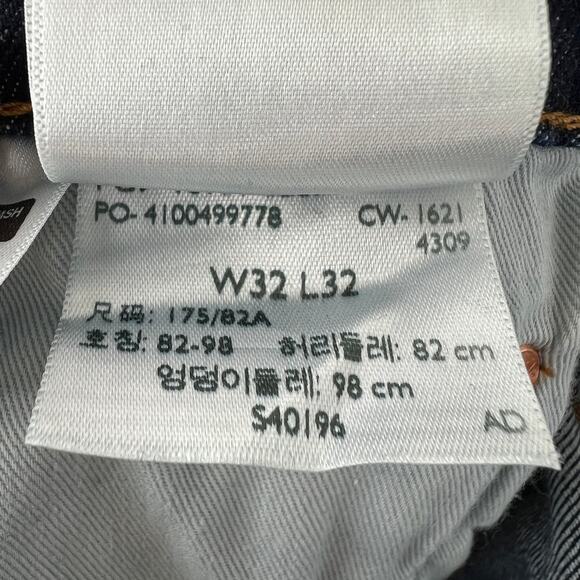 PO- 4100499778 CW- 1621
4309
W32 L32
尺码: 175/82A
호칭: 82-98 허리둘레: 82 cm
엉덩이둘레: 98 cm
S40196 AD